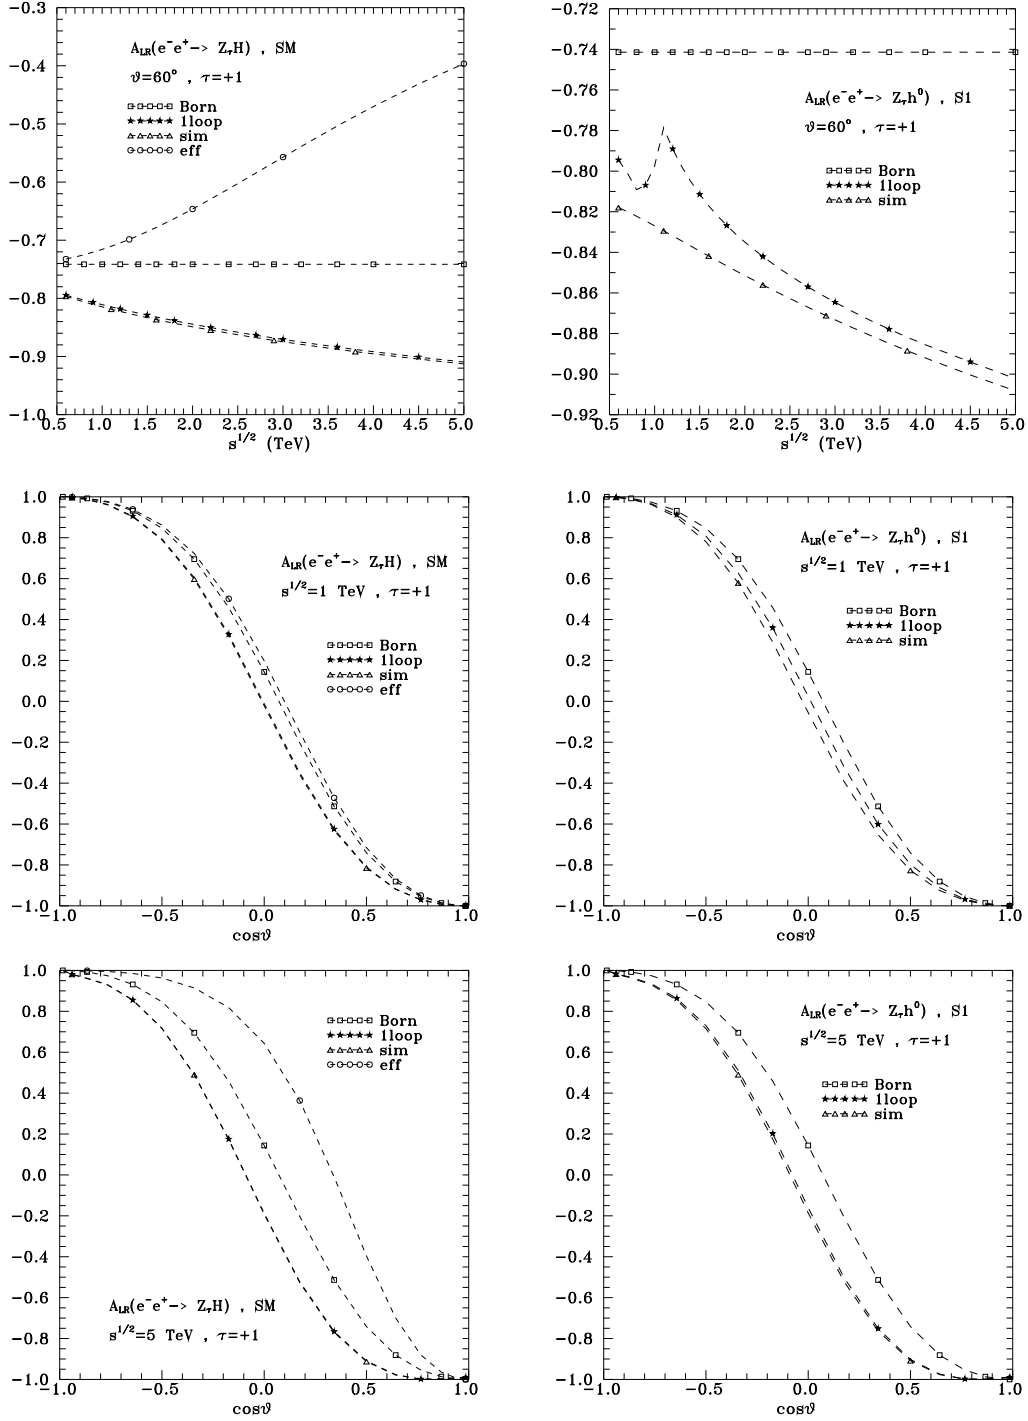 −0.3
−0.4
−0.5
−0.6
−0.7
−0.8
−0.9
−1.0
0.5 1.0 1.5 2.0 2.5 3.0 3.5 4.0 4.5 5.0
s^1/2 (TeV)
A_LR(e^−e^+−> Z_τH) , SM
ϑ=60° , τ=+1
Born
1loop
sim
eff
−0.72
−0.74
−0.76
−0.78
−0.80
−0.82
−0.84
−0.86
−0.88
−0.90
−0.92
0.5 1.0 1.5 2.0 2.5 3.0 3.5 4.0 4.5 5.0
s^1/2 (TeV)
A_LR(e^−e^+−> Z_τh^0) , S1
ϑ=60° , τ=+1
Born
1loop
sim
1.0
0.8
0.6
0.4
0.2
0.0
−0.2
−0.4
−0.6
−0.8
−1.0
−1.0 −0.5 0.0 0.5 1.0
cosϑ
A_LR(e^−e^+−> Z_τH) , SM
s^1/2=1 TeV , τ=+1
Born
1loop
sim
eff
1.0
0.8
0.6
0.4
0.2
0.0
−0.2
−0.4
−0.6
−0.8
−1.0
−1.0 −0.5 0.0 0.5 1.0
cosϑ
A_LR(e^−e^+−> Z_τh^0) , S1
s^1/2=1 TeV , τ=+1
Born
1loop
sim
1.0
0.8
0.6
0.4
0.2
0.0
−0.2
−0.4
−0.6
−0.8
−1.0
−1.0 −0.5 0.0 0.5 1.0
cosϑ
Born
1loop
sim
eff
A_LR(e^−e^+−> Z_τH) , SM
s^1/2=5 TeV , τ=+1
1.0
0.8
0.6
0.4
0.2
0.0
−0.2
−0.4
−0.6
−0.8
−1.0
−1.0 −0.5 0.0 0.5 1.0
cosϑ
A_LR(e^−e^+−> Z_τh^0) , S1
s^1/2=5 TeV , τ=+1
Born
1loop
sim